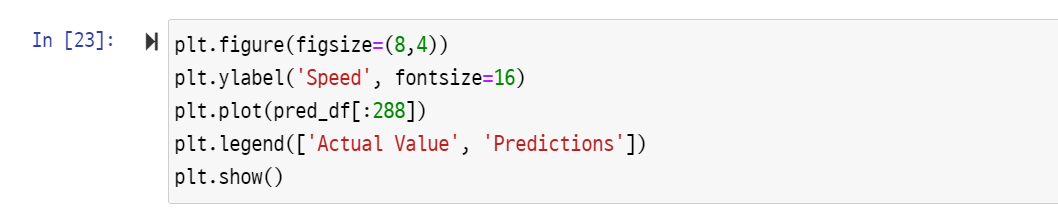 In [23]:
plt.figure(figsize=(8,4))
plt.ylabel('Speed', fontsize=16)
plt.plot(pred_df[:288])
plt.legend(['Actual Value', 'Predictions'])
plt.show()